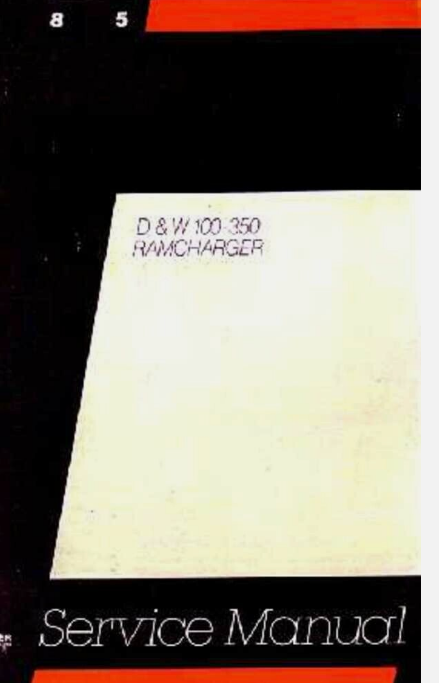 8 5
D & W 100-350
RAMCHARGER
Service Manual